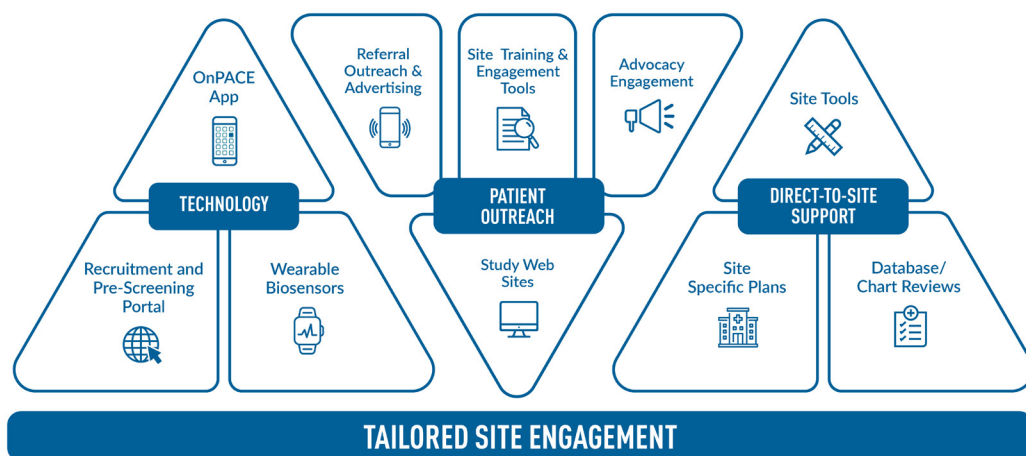 OnPACE
App
TECHNOLOGY
Recruitment and
Pre-Screening
Portal
Wearable
Biosensors
Referral
Outreach &
Advertising
Site Training &
Engagement
Tools
Advocacy
Engagement
PATIENT
OUTREACH
Study Web
Sites
Site Tools
DIRECT-TO-SITE
SUPPORT
Site
Specific Plans
Database/
Chart Reviews
TAILORED SITE ENGAGEMENT